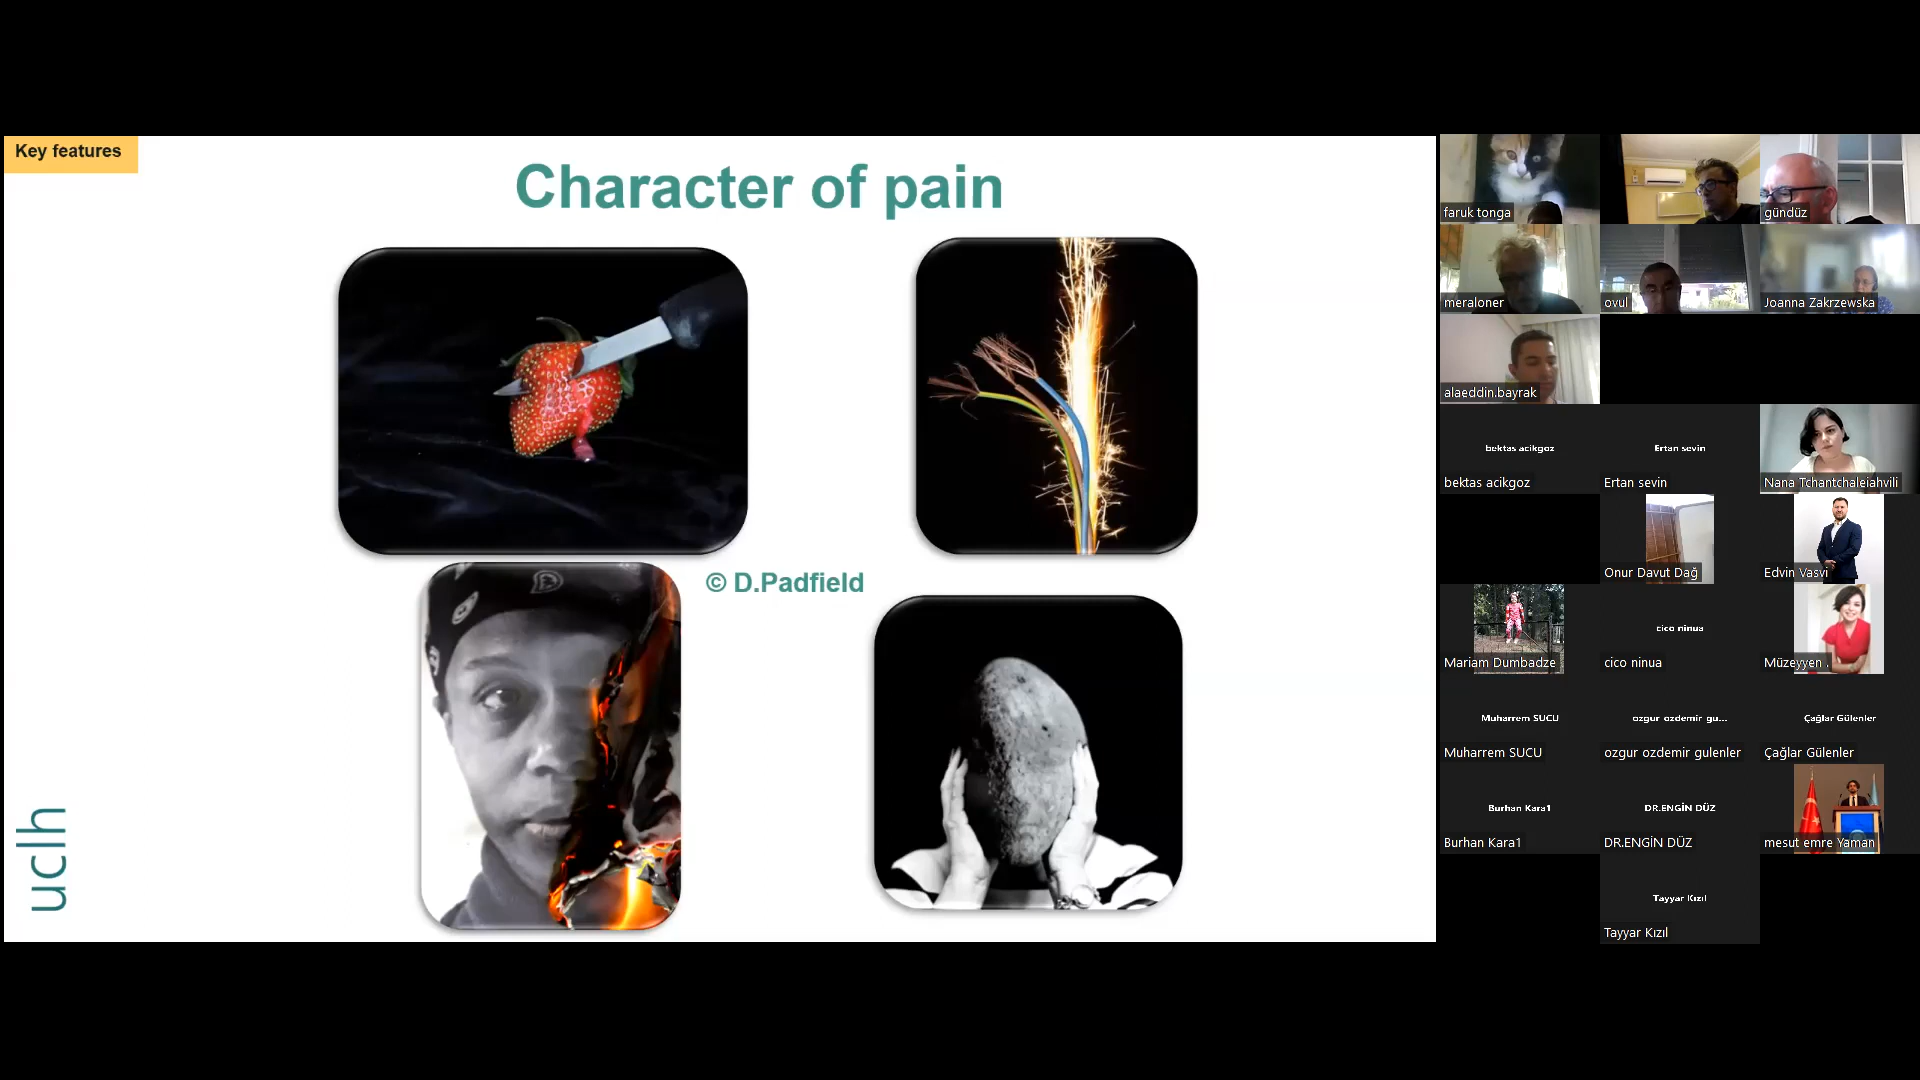 Key features
Character of pain
© D.Padfield
uclh
faruk tonga
gündüz
meraloner
ovul
Joanna Zakrzewska
alaeddin.bayrak
bektas acikgoz
Ertan sevin
bektas acikgoz
Ertan sevin
Nana Tchantchaleiahvili
Onur Davut Dağ
Edvin Vasvi
cico ninua
Mariam Dumbadze
cico ninua
Müzeyyen .
Muharrem SUCU
ozgur ozdemir gu...
Çağlar Gülenler
Muharrem SUCU
ozgur ozdemir gulenler
Çağlar Gülenler
Burhan Kara1
DR.ENGİN DÜZ
Burhan Kara1
DR.ENGİN DÜZ
mesut emre Yaman
Tayyar Kızıl
Tayyar Kızıl